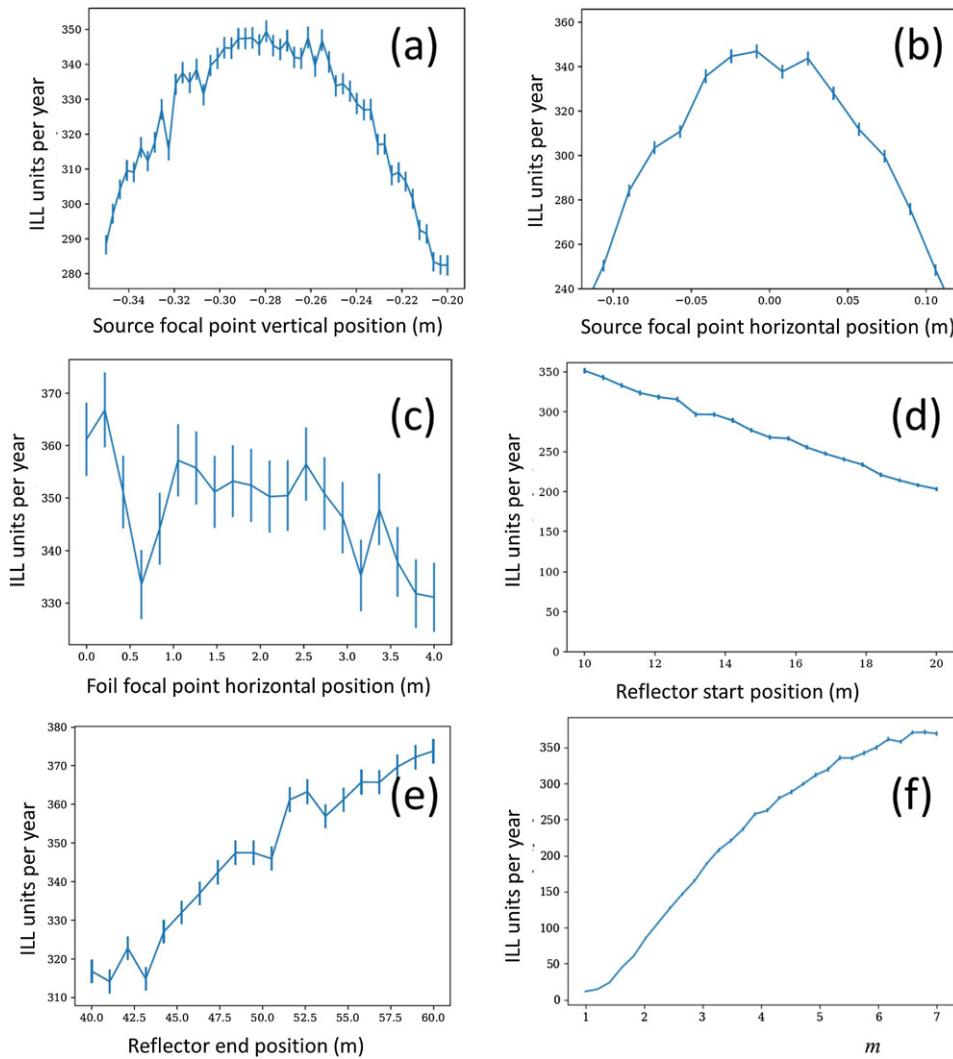 (a)
ILL units per year
350
340
330
320
310
300
290
280
−0.34 −0.32 −0.30 −0.28 −0.26 −0.24 −0.22 −0.20
Source focal point vertical position (m)
(b)
ILL units per year
360
340
320
300
280
260
240
−0.10 −0.05 0.00 0.05 0.10
Source focal point horizontal position (m)
(c)
ILL units per year
370
360
350
340
330
0.0 0.5 1.0 1.5 2.0 2.5 3.0 3.5 4.0
Foil focal point horizontal position (m)
(d)
ILL units per year
350
300
250
200
150
100
50
0
10 12 14 16 18 20
Reflector start position (m)
(e)
ILL units per year
380
370
360
350
340
330
320
310
40.0 42.5 45.0 47.5 50.0 52.5 55.0 57.5 60.0
Reflector end position (m)
(f)
ILL units per year
350
300
250
200
150
100
50
0
1 2 3 4 5 6 7
m